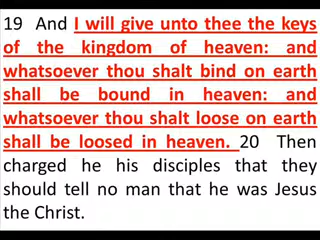 19 And I will give unto thee the keys
of the kingdom of heaven: and
whatsoever thou shalt bind on earth
shall be bound in heaven: and
whatsoever thou shalt loose on earth
shall be loosed in heaven. 20 Then
charged he his disciples that they
should tell no man that he was Jesus
the Christ.